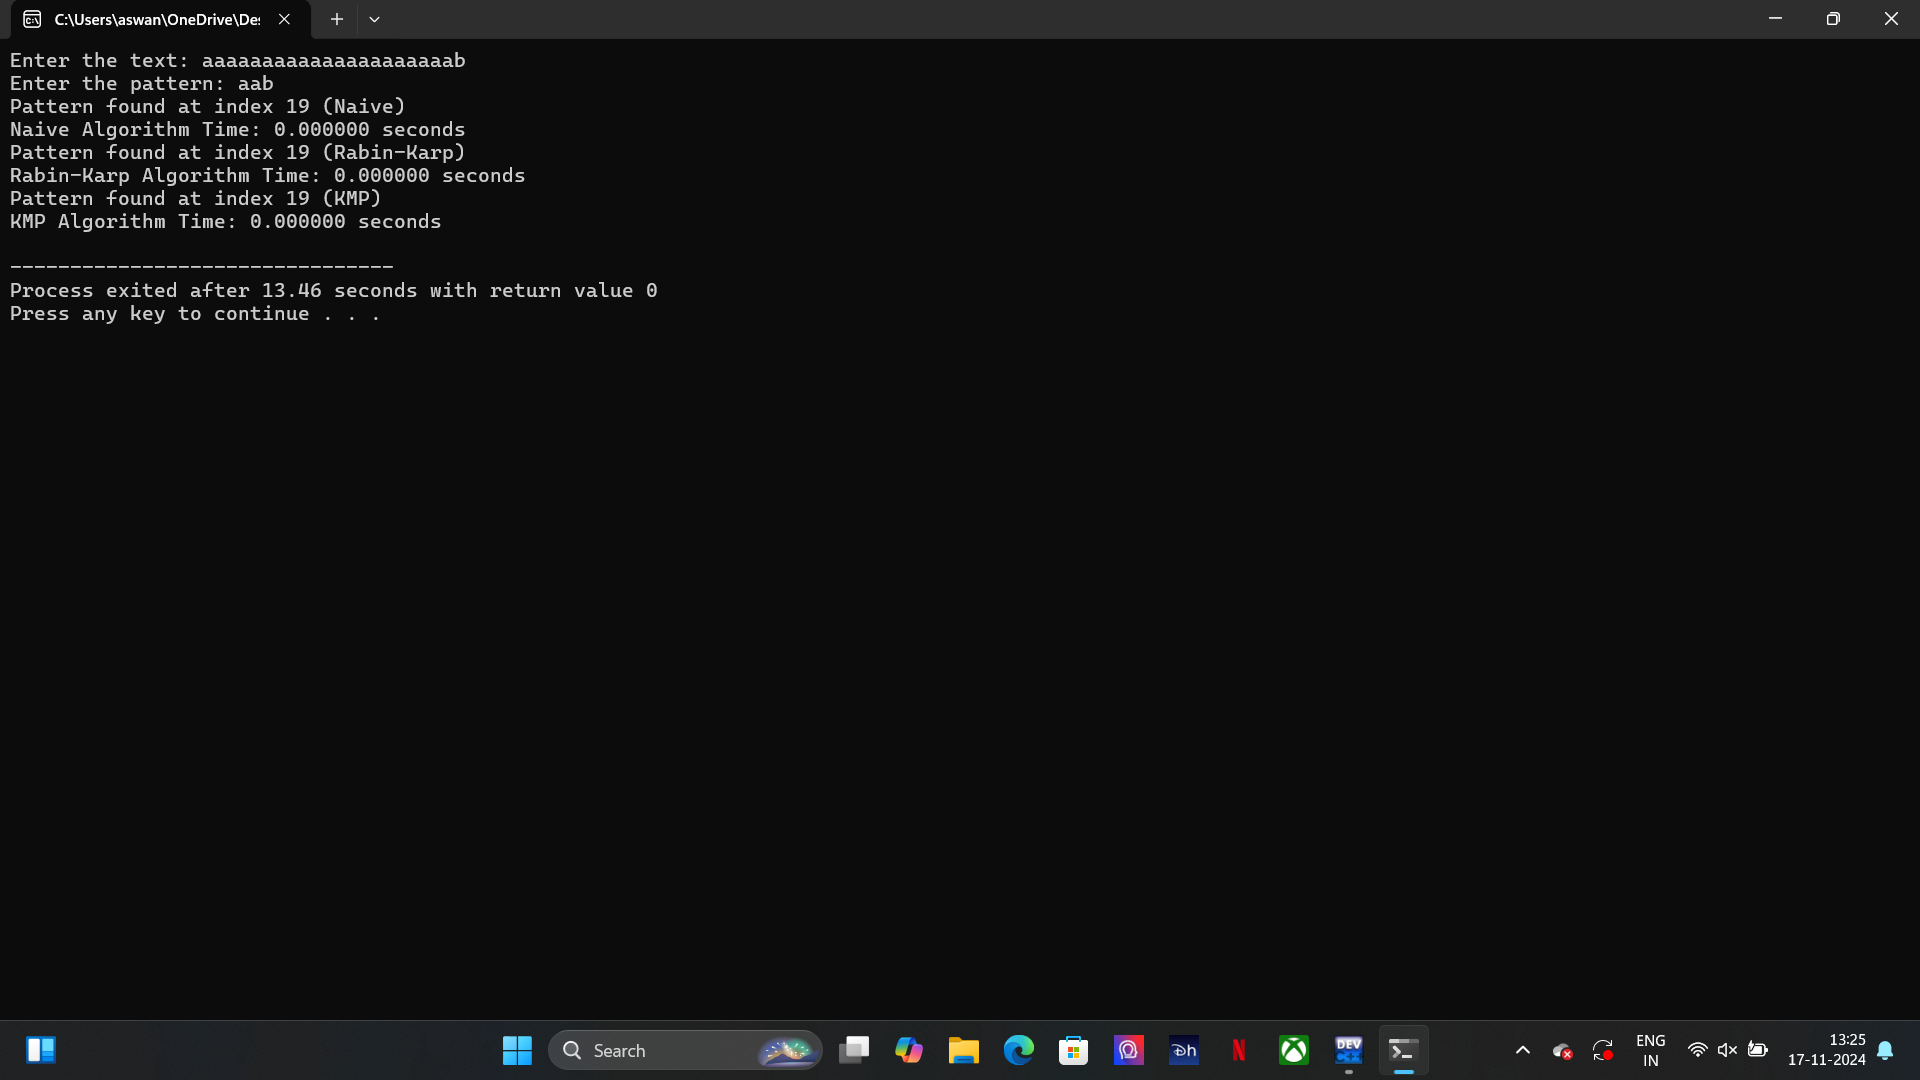 C:\Users\aswan\OneDrive\Des
Enter the text: aaaaaaaaaaaaaaaaaaaaab
Enter the pattern: aab
Pattern found at index 19 (Naive)
Naive Algorithm Time: 0.000000 seconds
Pattern found at index 19 (Rabin-Karp)
Rabin-Karp Algorithm Time: 0.000000 seconds
Pattern found at index 19 (KMP)
KMP Algorithm Time: 0.000000 seconds
--------------------------------
Process exited after 13.46 seconds with return value 0
Press any key to continue . . .
Search
Dh
N
DEV
C++
ENG
IN
13:25
17-11-2024